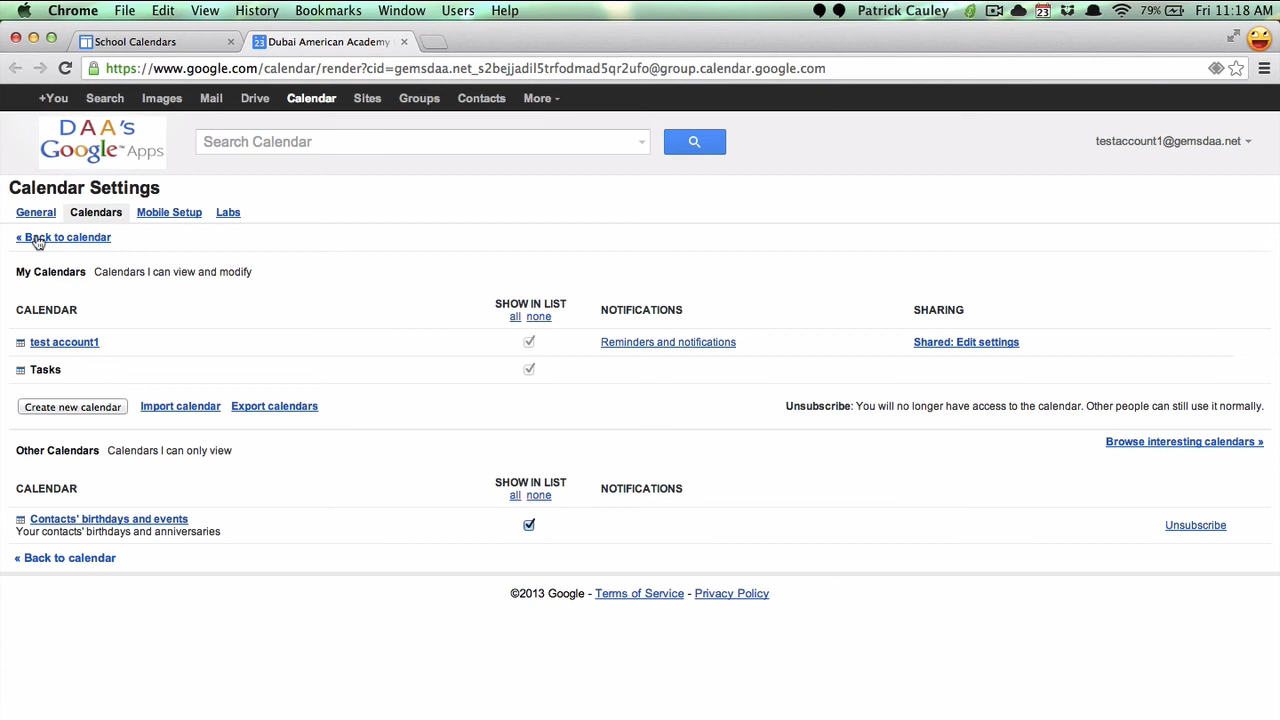 Chrome File Edit View History Bookmarks Window Users Help Patrick Cauley 23 79% Fri 11:18 AM
School Calendars × 23 Dubai American Academy ×
https://www.google.com/calendar/render?cid=gemsdaa.net_s2bejjadil5trfrdmad5qr2ufo@group.calendar.google.com
+You Search Images Mail Drive Calendar Sites Groups Contacts More
DAA's
Google™ Apps
Search Calendar
testaccount1@gemsdaa.net
Calendar Settings
General Calendars Mobile Setup Labs
« Back to calendar
My Calendars Calendars I can view and modify
CALENDAR SHOW IN LIST NOTIFICATIONS SHARING
all none
test account1 Reminders and notifications Shared: Edit settings
Tasks
Create new calendar Import calendar Export calendars Unsubscribe: You will no longer have access to the calendar. Other people can still use it normally.
Other Calendars Calendars I can only view Browse interesting calendars »
CALENDAR SHOW IN LIST NOTIFICATIONS
all none
Contacts' birthdays and events
Your contacts' birthdays and anniversaries Unsubscribe
« Back to calendar
©2013 Google - Terms of Service - Privacy Policy